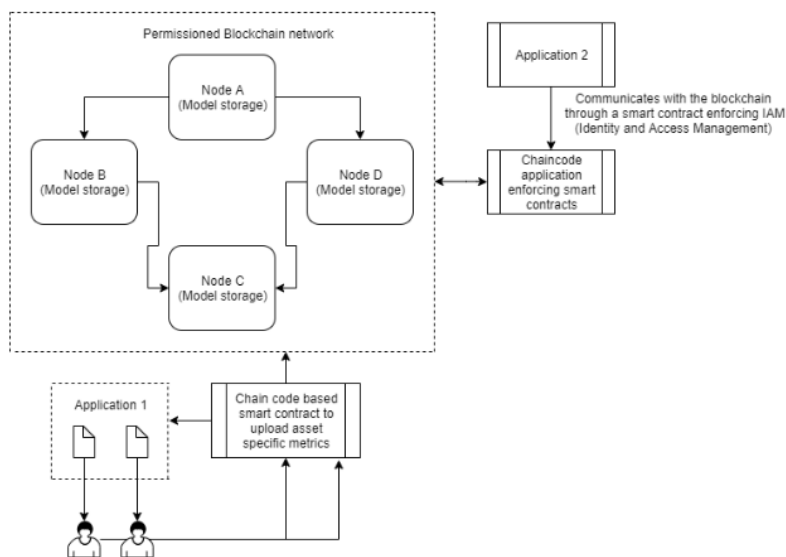 Permissioned Blockchain network
Node A
(Model storage)
Node B
(Model storage)
Node D
(Model storage)
Node C
(Model storage)
Application 2
Communicates with the blockchain
through a smart contract enforcing IAM
(Identity and Access Management)
Chaincode
application
enforcing smart
contracts
Application 1
Chain code based
smart contract to
upload asset
specific metrics